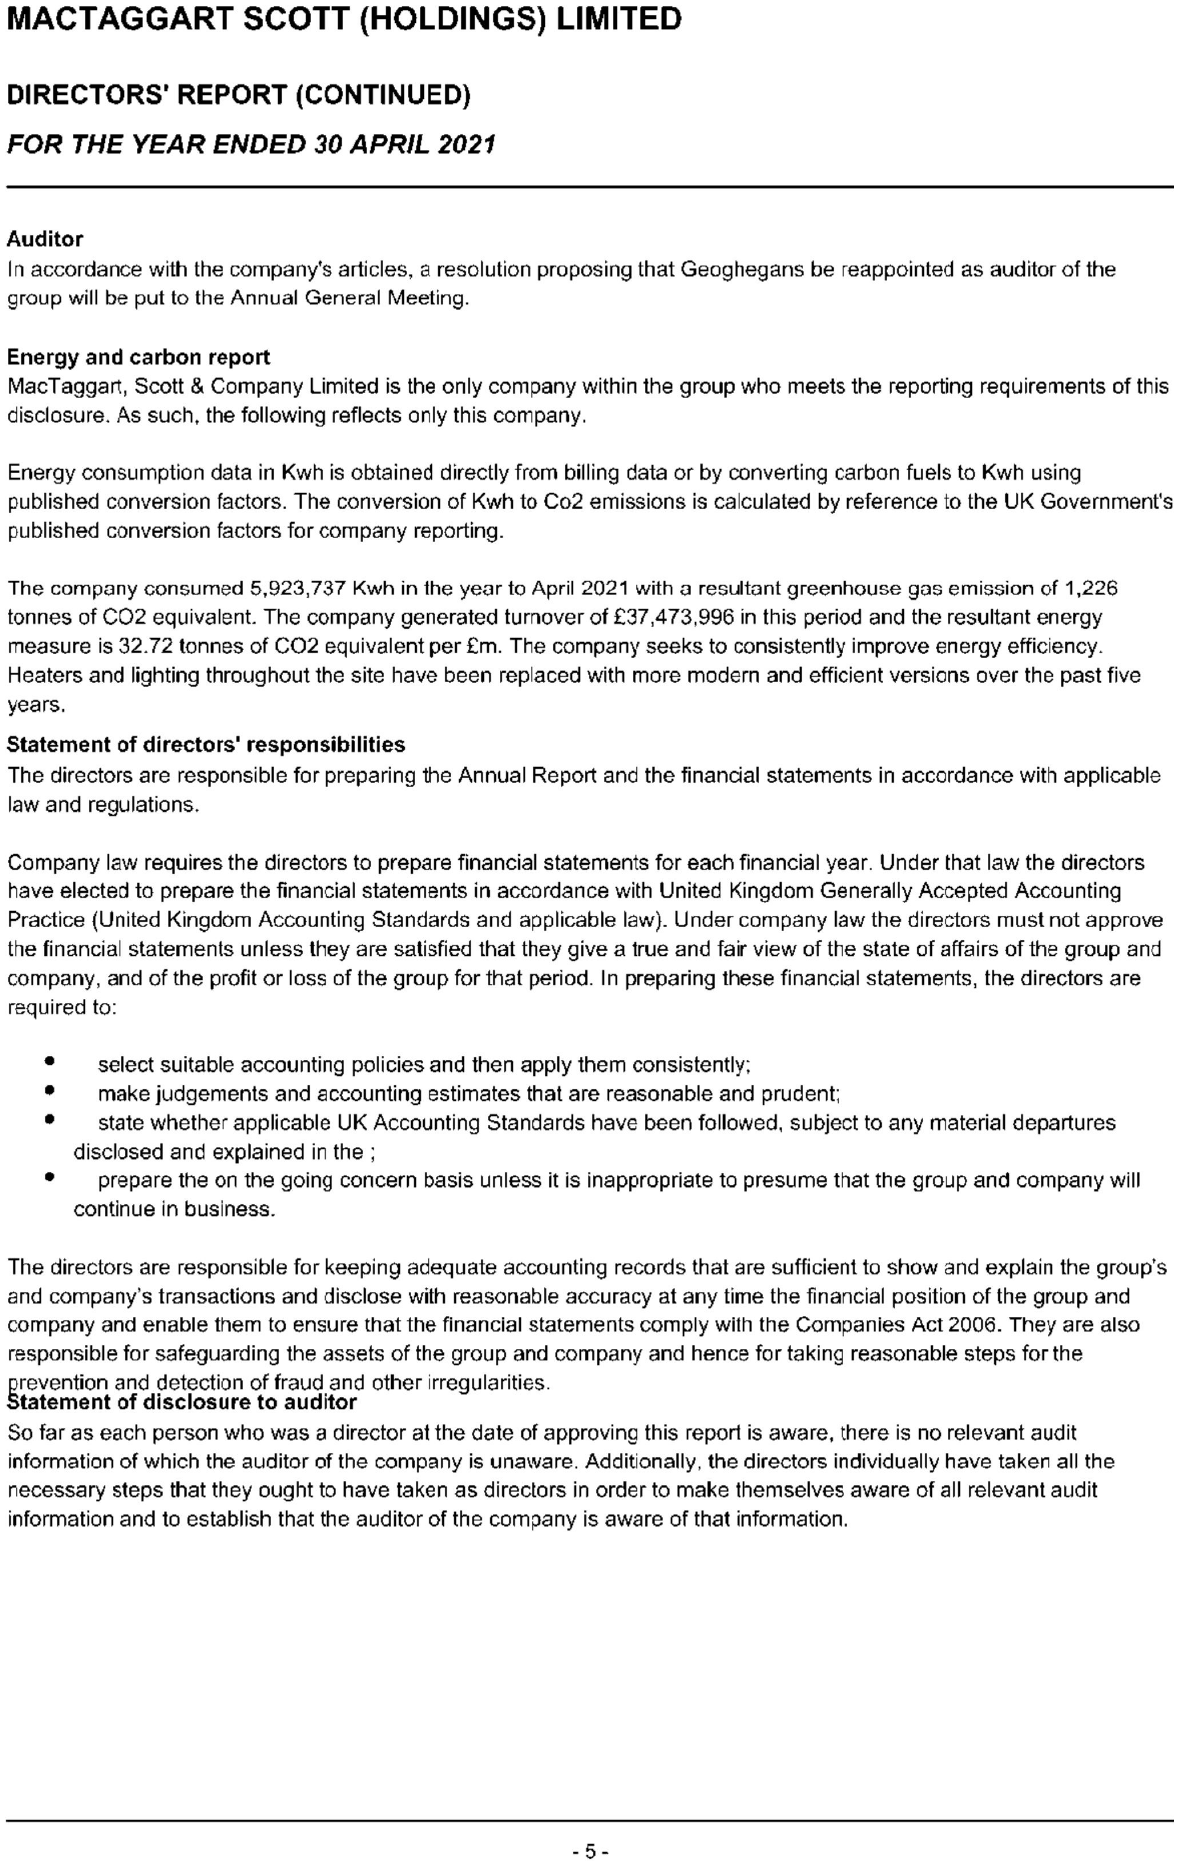 MACTAGGART SCOTT (HOLDINGS) LIMITED
DIRECTORS' REPORT (CONTINUED)
FOR THE YEAR ENDED 30 APRIL 2021
Auditor
In accordance with the company's articles, a resolution proposing that Geoghegans be reappointed as auditor of the
group will be put to the Annual General Meeting.
Energy and carbon report
MacTaggart, Scott & Company Limited is the only company within the group who meets the reporting requirements of this
disclosure. As such, the following reflects only this company.
Energy consumption data in Kwh is obtained directly from billing data or by converting carbon fuels to Kwh using
published conversion factors. The conversion of Kwh to Co2 emissions is calculated by reference to the UK Government's
published conversion factors for company reporting.
The company consumed 5,923,737 Kwh in the year to April 2021 with a resultant greenhouse gas emission of 1,226
tonnes of CO2 equivalent. The company generated turnover of £37,473,996 in this period and the resultant energy
measure is 32.72 tonnes of CO2 equivalent per £m. The company seeks to consistently improve energy efficiency.
Heaters and lighting throughout the site have been replaced with more modern and efficient versions over the past five
years.
Statement of directors' responsibilities
The directors are responsible for preparing the Annual Report and the financial statements in accordance with applicable
law and regulations.
Company law requires the directors to prepare financial statements for each financial year. Under that law the directors
have elected to prepare the financial statements in accordance with United Kingdom Generally Accepted Accounting
Practice (United Kingdom Accounting Standards and applicable law). Under company law the directors must not approve
the financial statements unless they are satisfied that they give a true and fair view of the state of affairs of the group and
company, and of the profit or loss of the group for that period. In preparing these financial statements, the directors are
required to:
• select suitable accounting policies and then apply them consistently;
• make judgements and accounting estimates that are reasonable and prudent;
• state whether applicable UK Accounting Standards have been followed, subject to any material departures
disclosed and explained in the ;
• prepare the on the going concern basis unless it is inappropriate to presume that the group and company will
continue in business.
The directors are responsible for keeping adequate accounting records that are sufficient to show and explain the group's
and company's transactions and disclose with reasonable accuracy at any time the financial position of the group and
company and enable them to ensure that the financial statements comply with the Companies Act 2006. They are also
responsible for safeguarding the assets of the group and company and hence for taking reasonable steps for the
prevention and detection of fraud and other irregularities.
Statement of disclosure to auditor
So far as each person who was a director at the date of approving this report is aware, there is no relevant audit
information of which the auditor of the company is unaware. Additionally, the directors individually have taken all the
necessary steps that they ought to have taken as directors in order to make themselves aware of all relevant audit
information and to establish that the auditor of the company is aware of that information.
- 5 -